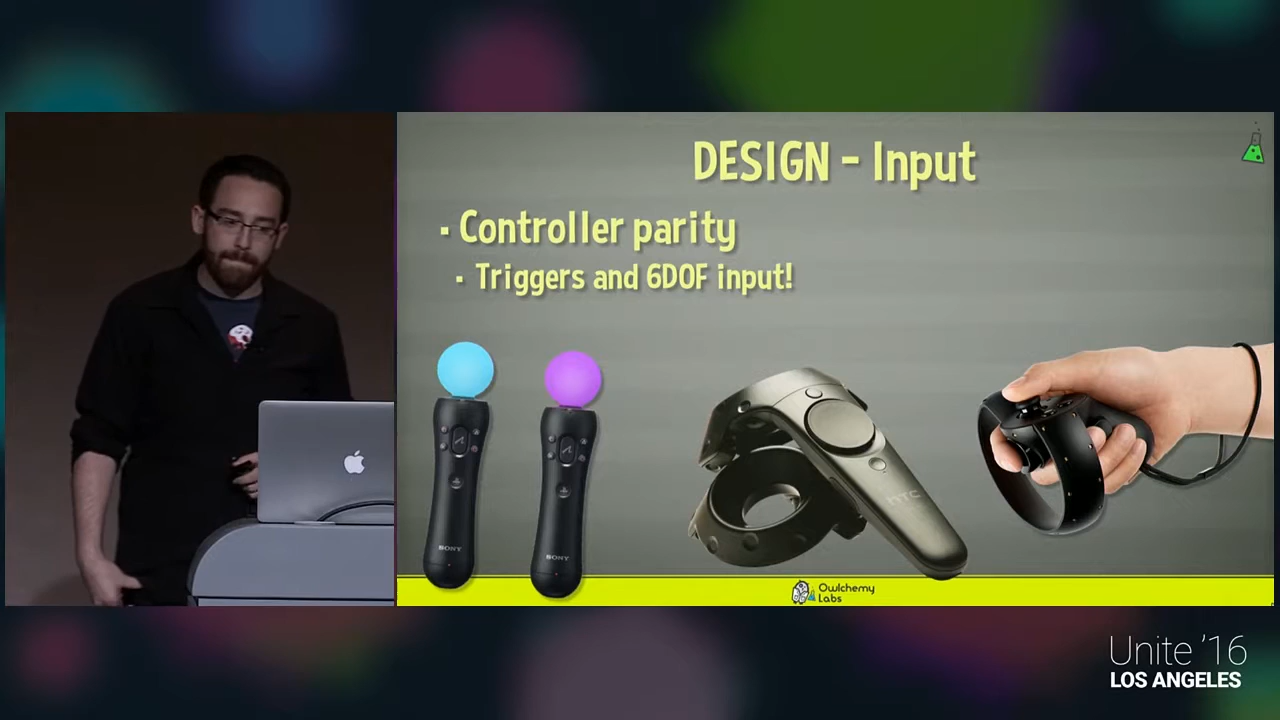 DESIGN - Input
· Controller parity
· Triggers and 6DOF input!
SONY
SONY
HTC
Owlchemy
Labs
Unite '16
LOS ANGELES